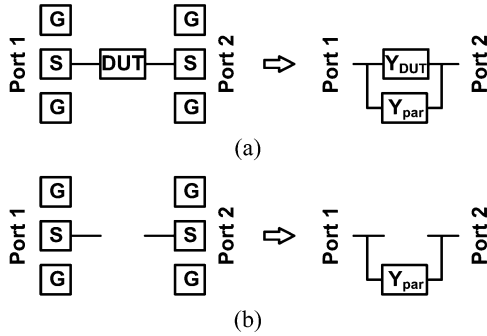 G G
Port 1 S DUT S Port 2 Port 1 Y_DUT Port 2
G G Y_par
(a)
G G
Port 1 S S Port 2 Port 1 Port 2
G G Y_par
(b)